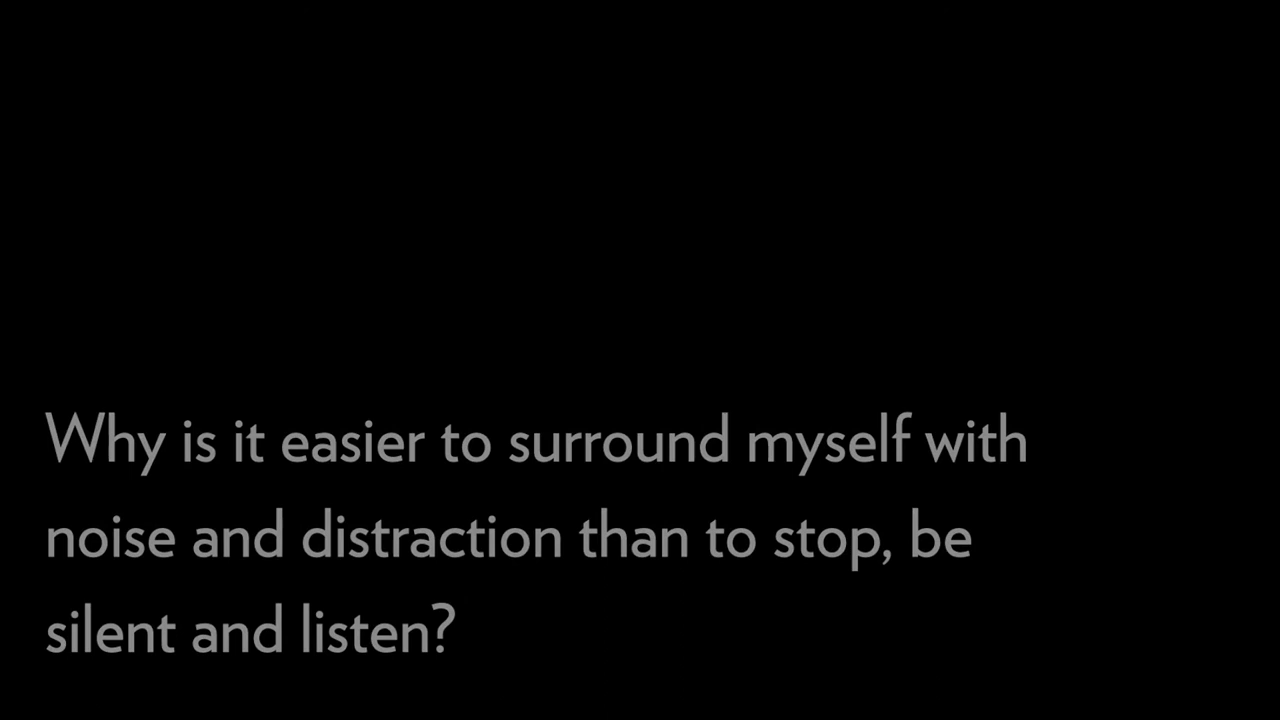 Why is it easier to surround myself with
noise and distraction than to stop, be
silent and listen?